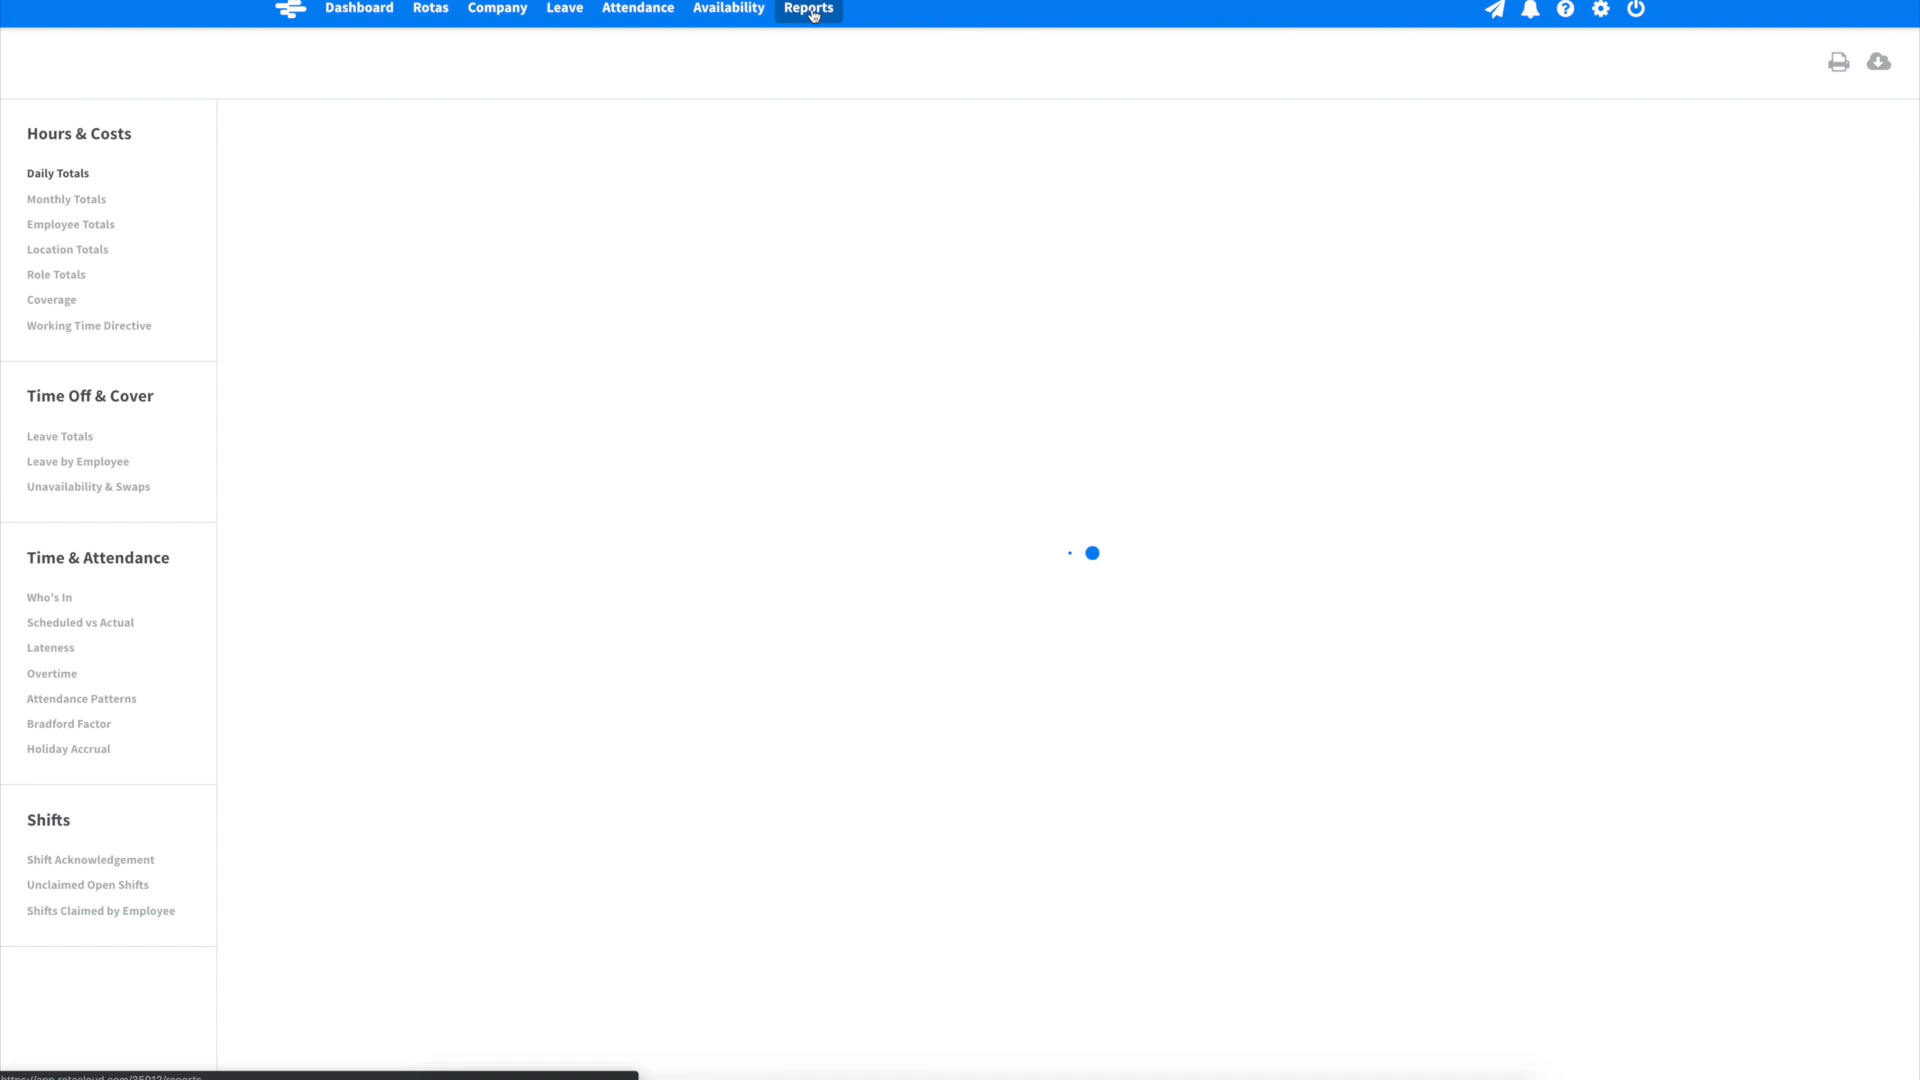 Dashboard Rotas Company Leave Attendance Availability Reports
Hours & Costs
Daily Totals
Monthly Totals
Employee Totals
Location Totals
Role Totals
Coverage
Working Time Directive
Time Off & Cover
Leave Totals
Leave by Employee
Unavailability & Swaps
Time & Attendance
Who's In
Scheduled vs Actual
Lateness
Overtime
Attendance Patterns
Bradford Factor
Holiday Accrual
Shifts
Shift Acknowledgement
Unclaimed Open Shifts
Shifts Claimed by Employee